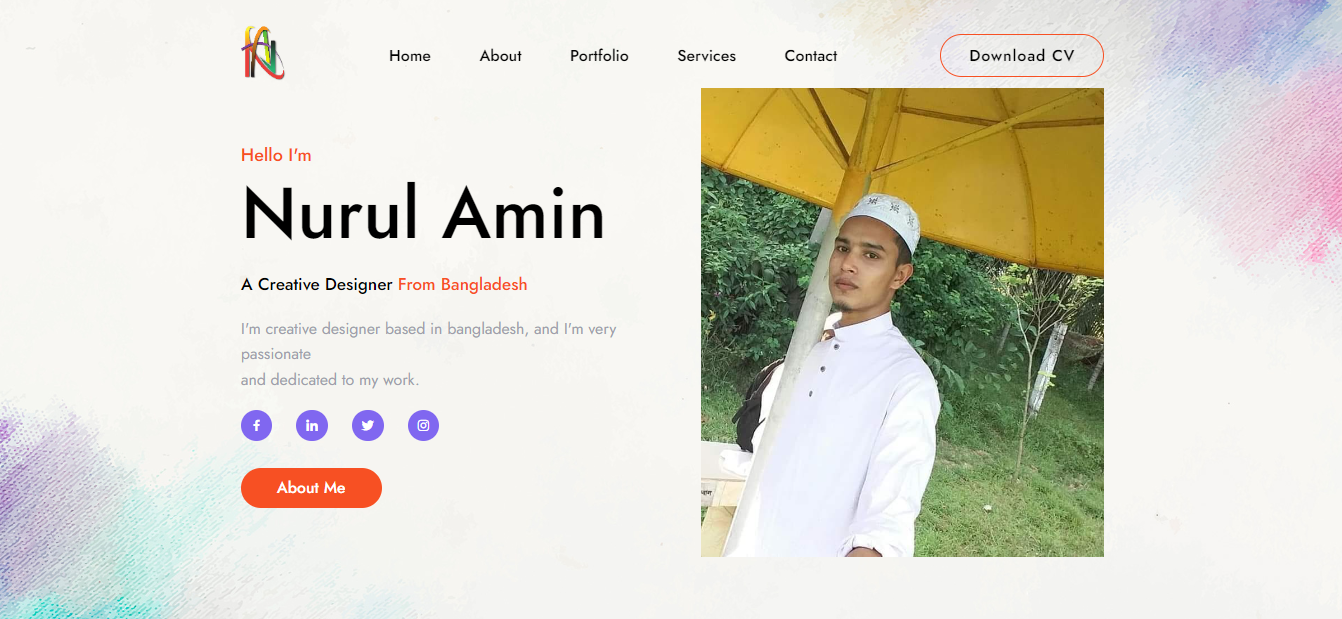 Home About Portfolio Services Contact Download CV
Hello I'm
Nurul Amin
A Creative Designer From Bangladesh
I'm creative designer based in bangladesh, and I'm very
passionate
and dedicated to my work.
About Me